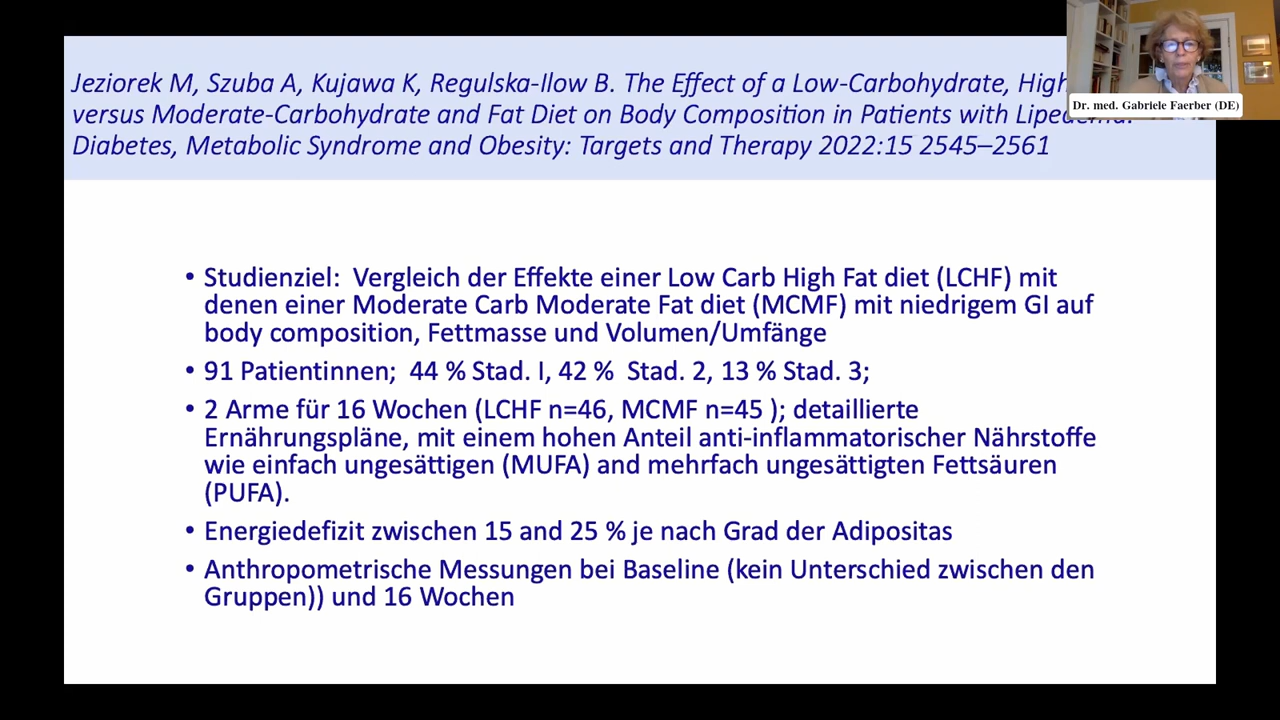 Jeziorek M, Szuba A, Kujawa K, Regulska-Ilow B. The Effect of a Low-Carbohydrate, High
Dr. med. Gabriele Faerber (DE)
versus Moderate-Carbohydrate and Fat Diet on Body Composition in Patients with Lipedema.
Diabetes, Metabolic Syndrome and Obesity: Targets and Therapy 2022:15 2545–2561
• Studienziel: Vergleich der Effekte einer Low Carb High Fat diet (LCHF) mit
denen einer Moderate Carb Moderate Fat diet (MCMF) mit niedrigem GI auf
body composition, Fettmasse und Volumen/Umfänge
• 91 Patientinnen; 44 % Stad. I, 42 % Stad. 2, 13 % Stad. 3;
• 2 Arme für 16 Wochen (LCHF n=46, MCMF n=45 ); detaillierte
Ernährungspläne, mit einem hohen Anteil anti-inflammatorischer Nährstoffe
wie einfach ungesättigen (MUFA) and mehrfach ungesättigten Fettsäuren
(PUFA).
• Energiedefizit zwischen 15 and 25 % je nach Grad der Adipositas
• Anthropometrische Messungen bei Baseline (kein Unterschied zwischen den
Gruppen)) und 16 Wochen